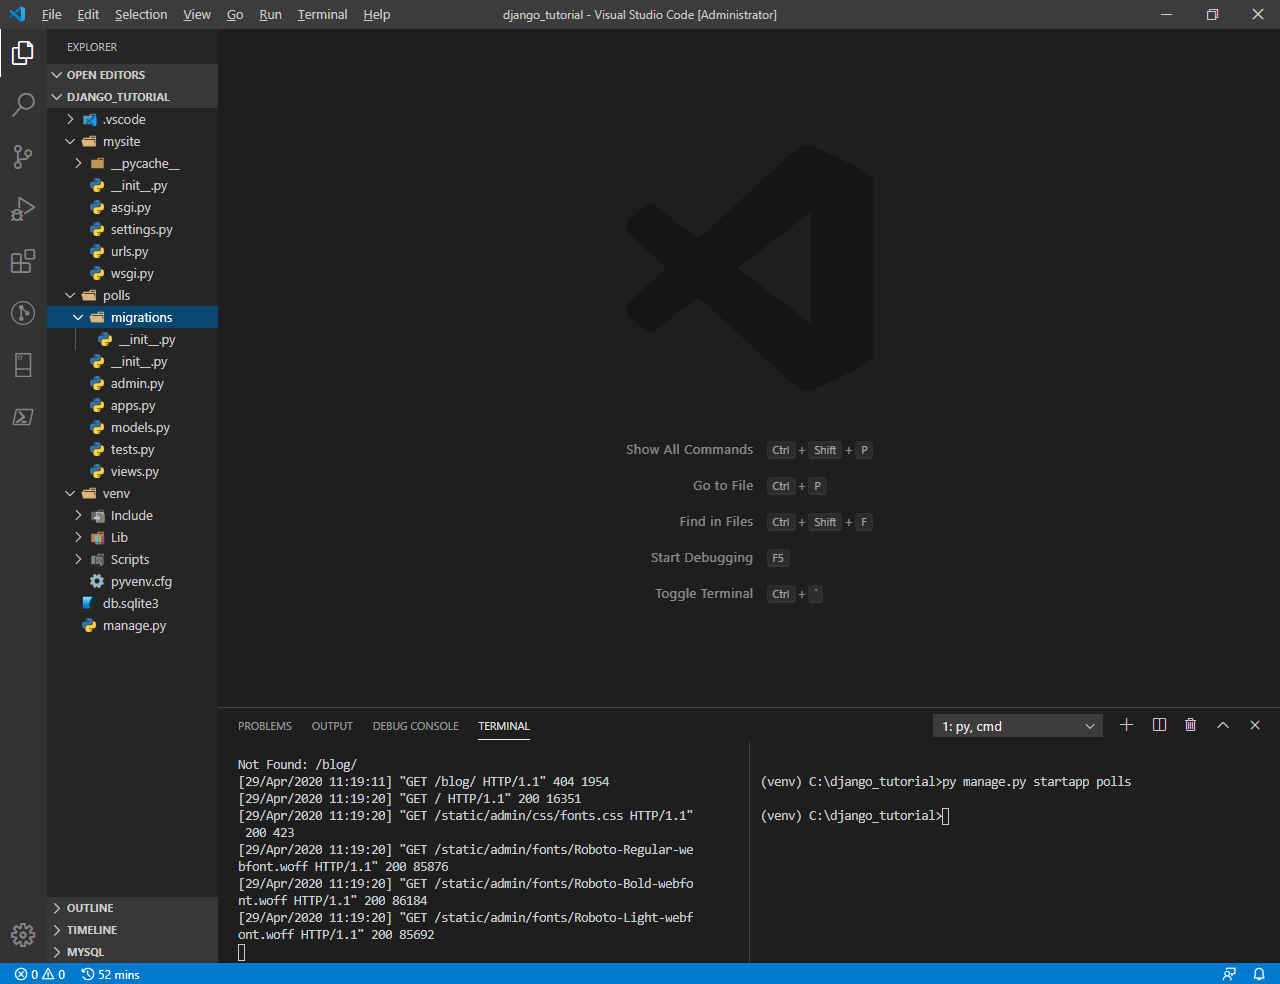 File Edit Selection View Go Run Terminal Help
django_tutorial - Visual Studio Code [Administrator]
EXPLORER
OPEN EDITORS
DJANGO_TUTORIAL
.vscode
mysite
__pycache__
__init__.py
asgi.py
settings.py
urls.py
wsgi.py
polls
migrations
__init__.py
__init__.py
admin.py
apps.py
models.py
tests.py
views.py
venv
Include
Lib
Scripts
pyvenv.cfg
db.sqlite3
manage.py
OUTLINE
TIMELINE
MYSQL
Show All Commands Ctrl + Shift + P
Go to File Ctrl + P
Find in Files Ctrl + Shift + F
Start Debugging F5
Toggle Terminal Ctrl + `
PROBLEMS OUTPUT DEBUG CONSOLE TERMINAL
1: py, cmd
Not Found: /blog/
[29/Apr/2020 11:19:11] "GET /blog/ HTTP/1.1" 404 1954
[29/Apr/2020 11:19:20] "GET / HTTP/1.1" 200 16351
[29/Apr/2020 11:19:20] "GET /static/admin/css/fonts.css HTTP/1.1"
200 423
[29/Apr/2020 11:19:20] "GET /static/admin/fonts/Roboto-Regular-we
bfont.woff HTTP/1.1" 200 85876
[29/Apr/2020 11:19:20] "GET /static/admin/fonts/Roboto-Bold-webfo
nt.woff HTTP/1.1" 200 86184
[29/Apr/2020 11:19:20] "GET /static/admin/fonts/Roboto-Light-webf
ont.woff HTTP/1.1" 200 85692
(venv) C:\django_tutorial>py manage.py startapp polls
(venv) C:\django_tutorial>
0 0 52 mins